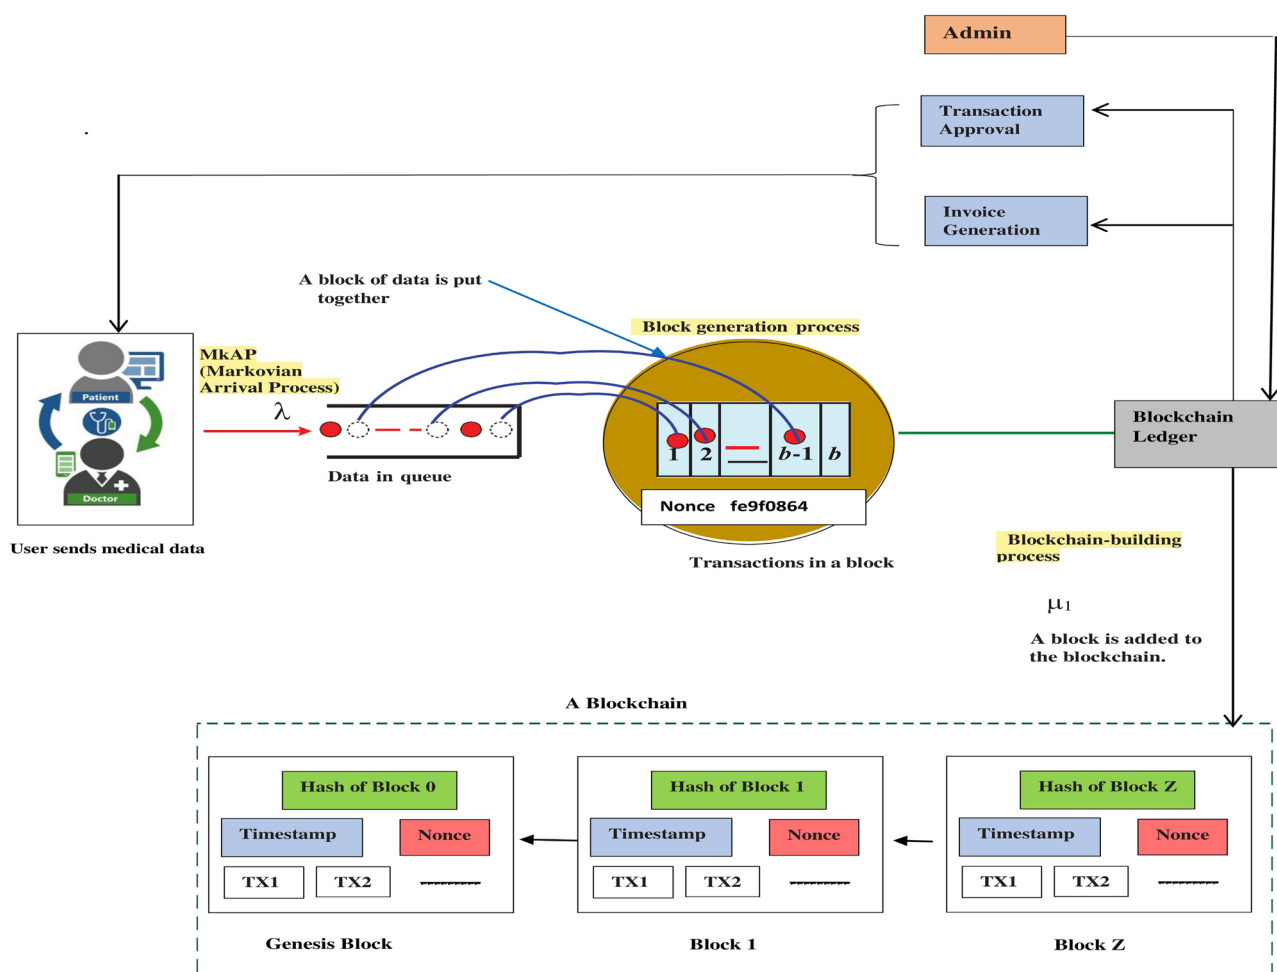 Admin
Transaction
Approval
Invoice
Generation
A block of data is put
together
Block generation process
MkAP
(Markovian
Arrival Process)
λ
Patient
Doctor
Data in queue
1 2 b-1 b
Nonce fe9f0864
Blockchain
Ledger
User sends medical data
Transactions in a block
Blockchain-building
process
μ1
A block is added to
the blockchain.
A Blockchain
Hash of Block 0
Timestamp Nonce
TX1 TX2
Genesis Block
Hash of Block 1
Timestamp Nonce
TX1 TX2
Block 1
Hash of Block Z
Timestamp Nonce
TX1 TX2
Block Z